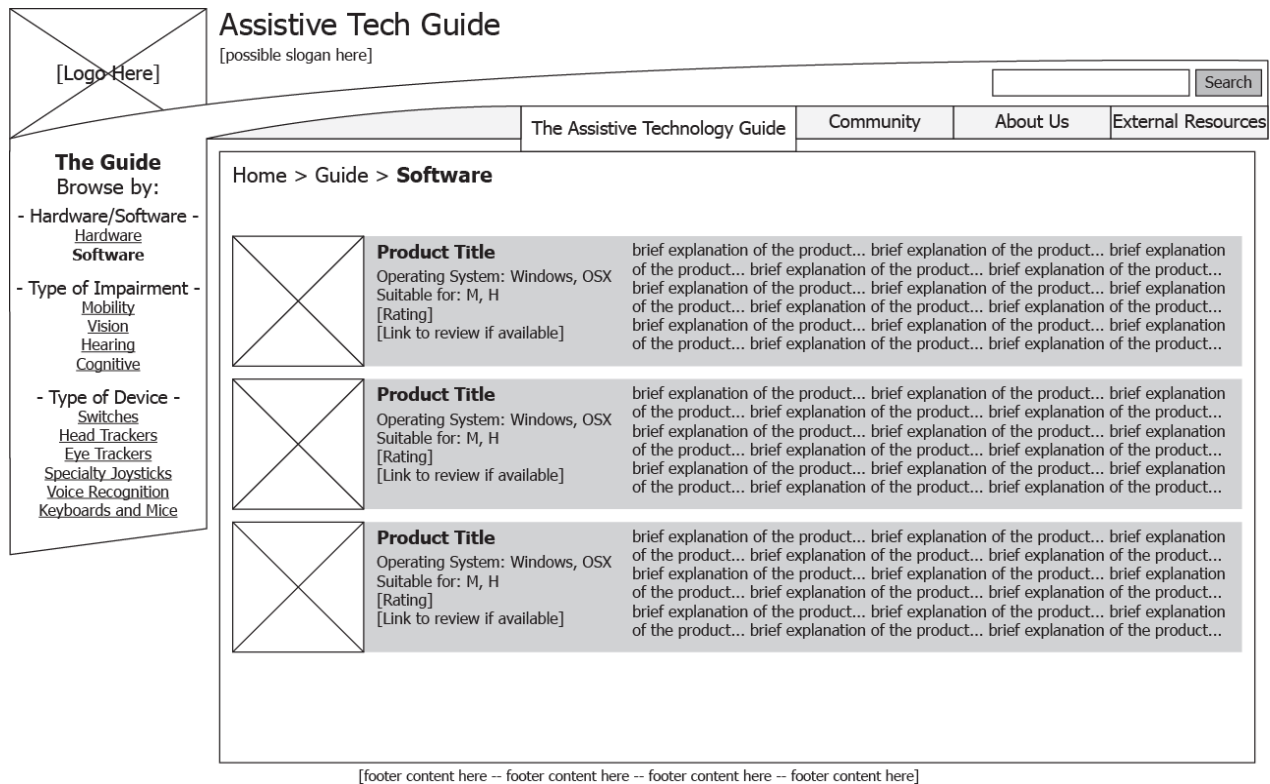 Assistive Tech Guide
[possible slogan here]
[Logo Here]
Search
The Assistive Technology Guide
Community
About Us
External Resources
The Guide
Browse by:
- Hardware/Software -
Hardware
Software
- Type of Impairment -
Mobility
Vision
Hearing
Cognitive
- Type of Device -
Switches
Head Trackers
Eye Trackers
Specialty Joysticks
Voice Recognition
Keyboards and Mice
Home > Guide > Software
Product Title
Operating System: Windows, OSX
Suitable for: M, H
[Rating]
[Link to review if available]
brief explanation of the product... brief explanation of the product... brief explanation
of the product... brief explanation of the product... brief explanation of the product...
brief explanation of the product... brief explanation of the product... brief explanation
of the product... brief explanation of the product... brief explanation of the product...
brief explanation of the product... brief explanation of the product... brief explanation
of the product... brief explanation of the product... brief explanation of the product...
Product Title
Operating System: Windows, OSX
Suitable for: M, H
[Rating]
[Link to review if available]
brief explanation of the product... brief explanation of the product... brief explanation
of the product... brief explanation of the product... brief explanation of the product...
brief explanation of the product... brief explanation of the product... brief explanation
of the product... brief explanation of the product... brief explanation of the product...
brief explanation of the product... brief explanation of the product... brief explanation
of the product... brief explanation of the product... brief explanation of the product...
Product Title
Operating System: Windows, OSX
Suitable for: M, H
[Rating]
[Link to review if available]
brief explanation of the product... brief explanation of the product... brief explanation
of the product... brief explanation of the product... brief explanation of the product...
brief explanation of the product... brief explanation of the product... brief explanation
of the product... brief explanation of the product... brief explanation of the product...
brief explanation of the product... brief explanation of the product... brief explanation
of the product... brief explanation of the product... brief explanation of the product...
[footer content here -- footer content here -- footer content here -- footer content here]